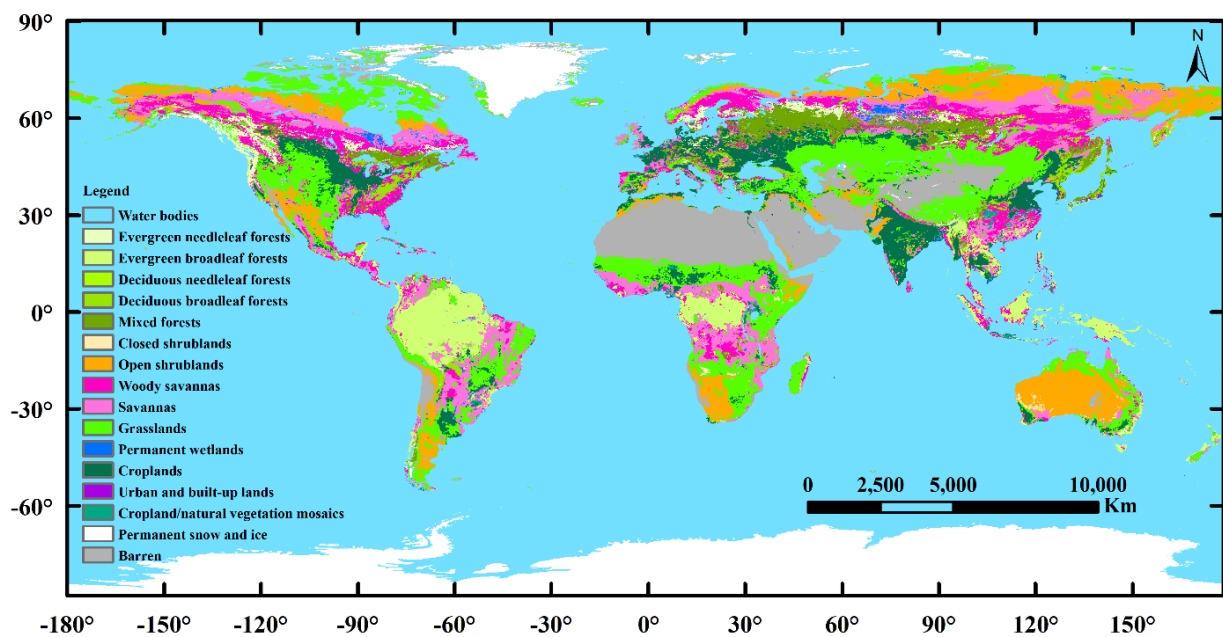 90°
60°
30°
0°
-30°
-60°
N
Legend
Water bodies
Evergreen needleleaf forests
Evergreen broadleaf forests
Deciduous needleleaf forests
Deciduous broadleaf forests
Mixed forests
Closed shrublands
Open shrublands
Woody savannas
Savannas
Grasslands
Permanent wetlands
Croplands
Urban and built-up lands
Cropland/natural vegetation mosaics
Permanent snow and ice
Barren
0 2,500 5,000 10,000
Km
-180° -150° -120° -90° -60° -30° 0° 30° 60° 90° 120° 150°